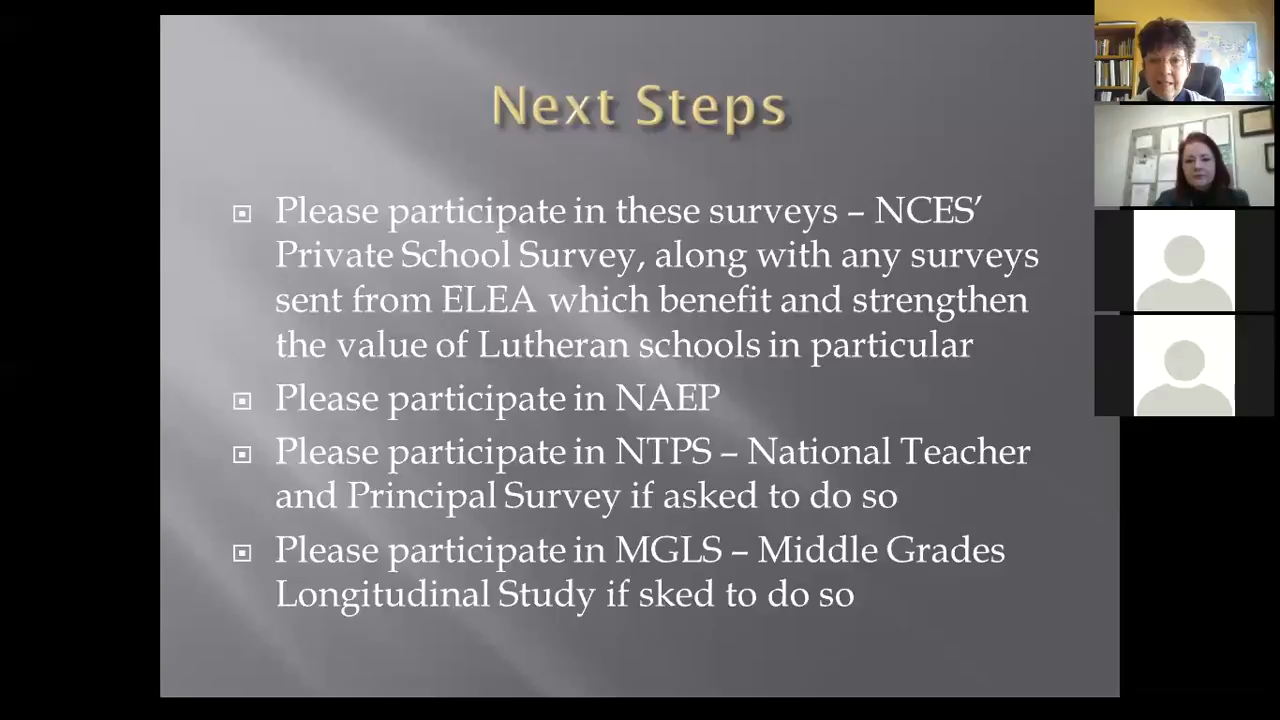 Next Steps
Please participate in these surveys – NCES'
Private School Survey, along with any surveys
sent from ELEA which benefit and strengthen
the value of Lutheran schools in particular
Please participate in NAEP
Please participate in NTPS – National Teacher
and Principal Survey if asked to do so
Please participate in MGLS – Middle Grades
Longitudinal Study if sked to do so